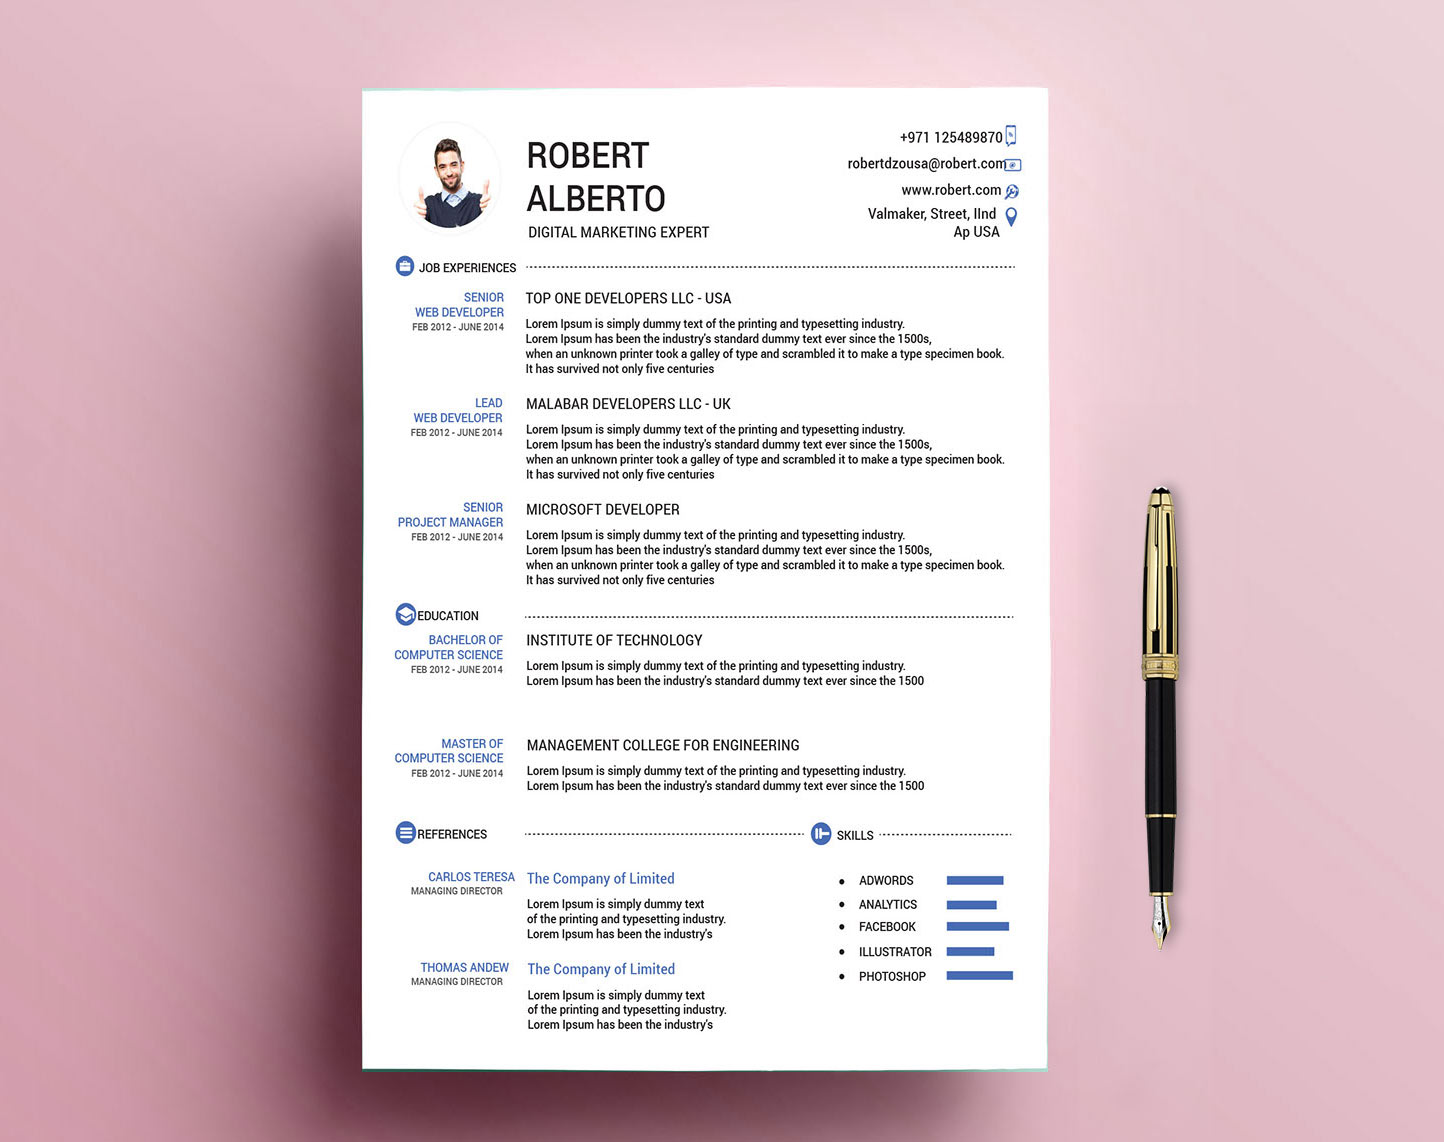 ROBERT
ALBERTO
DIGITAL MARKETING EXPERT
+971 125489870
robertdzousa@robert.com
www.robert.com
Valmaker, Street, IInd
Ap USA
JOB EXPERIENCES
SENIOR
WEB DEVELOPER
FEB 2012 - JUNE 2014
TOP ONE DEVELOPERS LLC - USA
Lorem Ipsum is simply dummy text of the printing and typesetting industry.
Lorem Ipsum has been the industry's standard dummy text ever since the 1500s,
when an unknown printer took a galley of type and scrambled it to make a type specimen book.
It has survived not only five centuries
LEAD
WEB DEVELOPER
FEB 2012 - JUNE 2014
MALABAR DEVELOPERS LLC - UK
Lorem Ipsum is simply dummy text of the printing and typesetting industry.
Lorem Ipsum has been the industry's standard dummy text ever since the 1500s,
when an unknown printer took a galley of type and scrambled it to make a type specimen book.
It has survived not only five centuries
SENIOR
PROJECT MANAGER
FEB 2012 - JUNE 2014
MICROSOFT DEVELOPER
Lorem Ipsum is simply dummy text of the printing and typesetting industry.
Lorem Ipsum has been the industry's standard dummy text ever since the 1500s,
when an unknown printer took a galley of type and scrambled it to make a type specimen book.
It has survived not only five centuries
EDUCATION
BACHELOR OF
COMPUTER SCIENCE
FEB 2012 - JUNE 2014
INSTITUTE OF TECHNOLOGY
Lorem Ipsum is simply dummy text of the printing and typesetting industry.
Lorem Ipsum has been the industry's standard dummy text ever since the 1500
MASTER OF
COMPUTER SCIENCE
FEB 2012 - JUNE 2014
MANAGEMENT COLLEGE FOR ENGINEERING
Lorem Ipsum is simply dummy text of the printing and typesetting industry.
Lorem Ipsum has been the industry's standard dummy text ever since the 1500
REFERENCES
CARLOS TERESA
MANAGING DIRECTOR
The Company of Limited
Lorem Ipsum is simply dummy text
of the printing and typesetting industry.
Lorem Ipsum has been the industry's
THOMAS ANDEW
MANAGING DIRECTOR
The Company of Limited
Lorem Ipsum is simply dummy text
of the printing and typesetting industry.
Lorem Ipsum has been the industry's
SKILLS
ADWORDS
ANALYTICS
FACEBOOK
ILLUSTRATOR
PHOTOSHOP